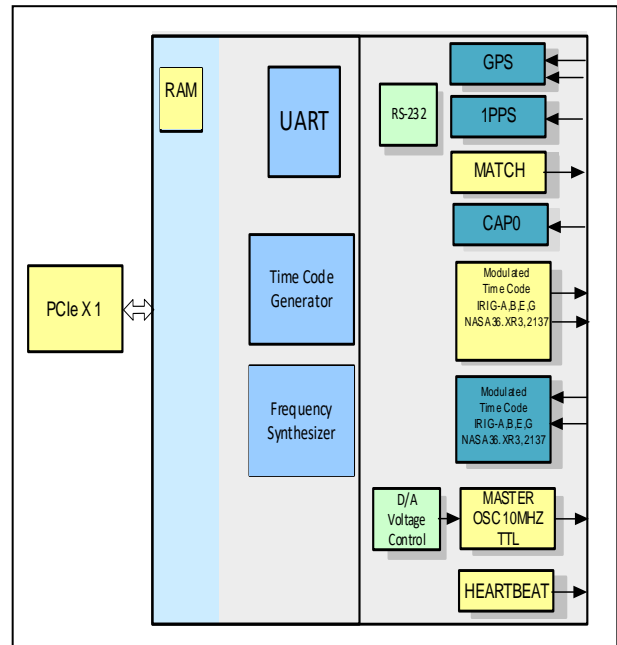 RAM
UART
RS-232
GPS
1PPS
MATCH
CAP0
PCIe X 1
Time Code
Generator
Modulated
Time Code
IRIG-A,B,E,G
NASA36.XR3,2137
Frequency
Synthesizer
Modulated
Time Code
IRIG-A,B,E,G
NASA36.XR3,2137
D/A
Voltage
Control
MASTER
OSC 10MHZ
TTL
HEARTBEAT